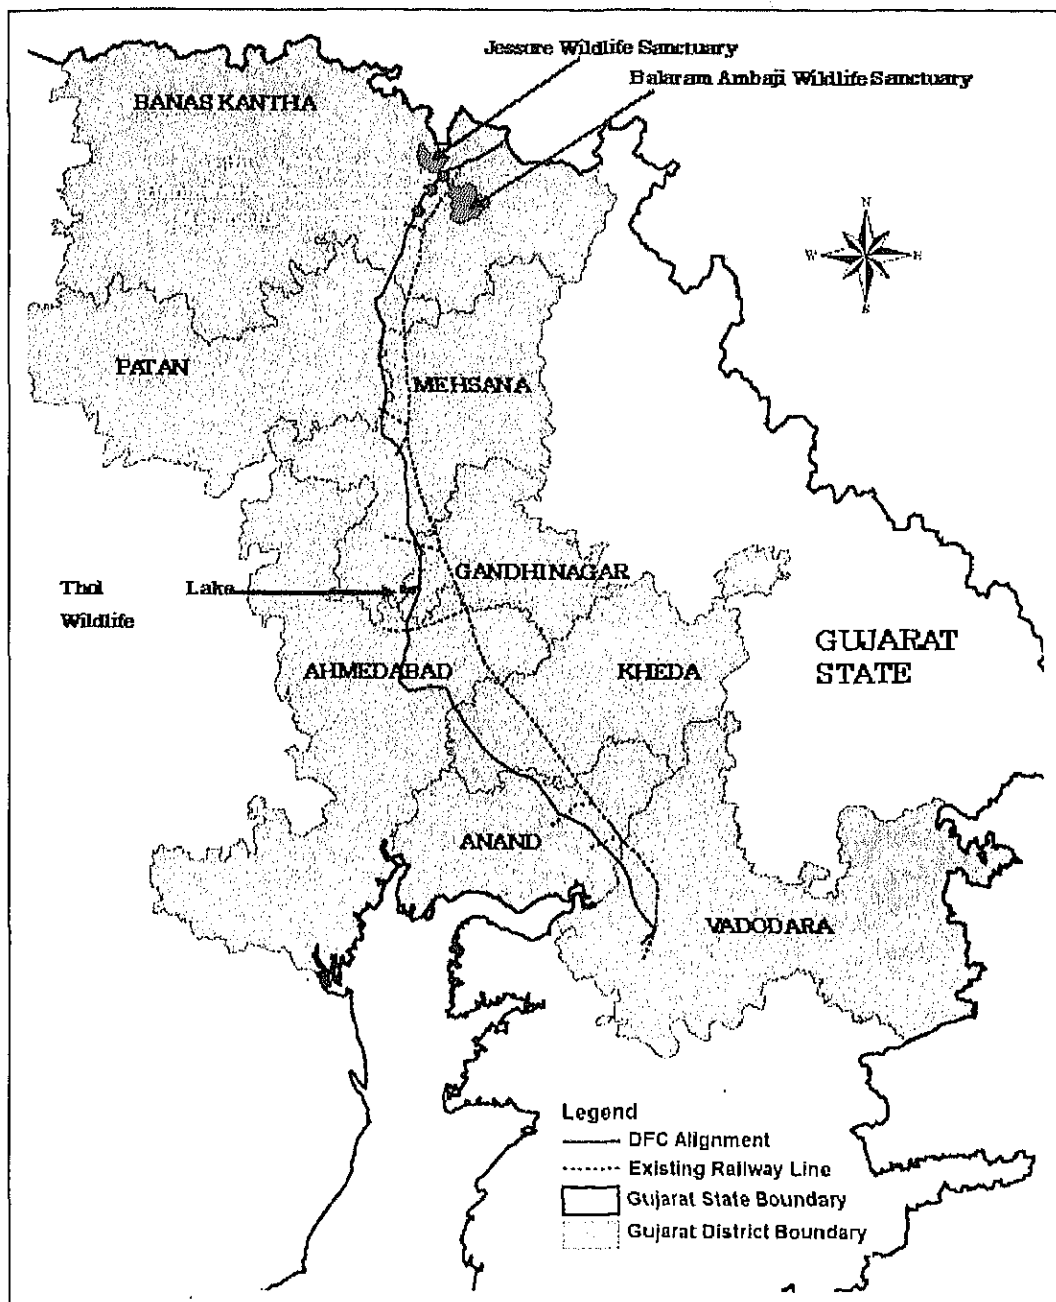 Jessore Wildlife Sanctuary
Balaram Ambaji Wildlife Sanctuary
BANAS KANTHA
N
W E
S
PATAN
MEHSANA
GANDHINAGAR
Thol Lake
Wildlife
AHMEDABAD
KHEDA
GUJARAT
STATE
ANAND
VADODARA
Legend
DFC Alignment
Existing Railway Line
Gujarat State Boundary
Gujarat District Boundary